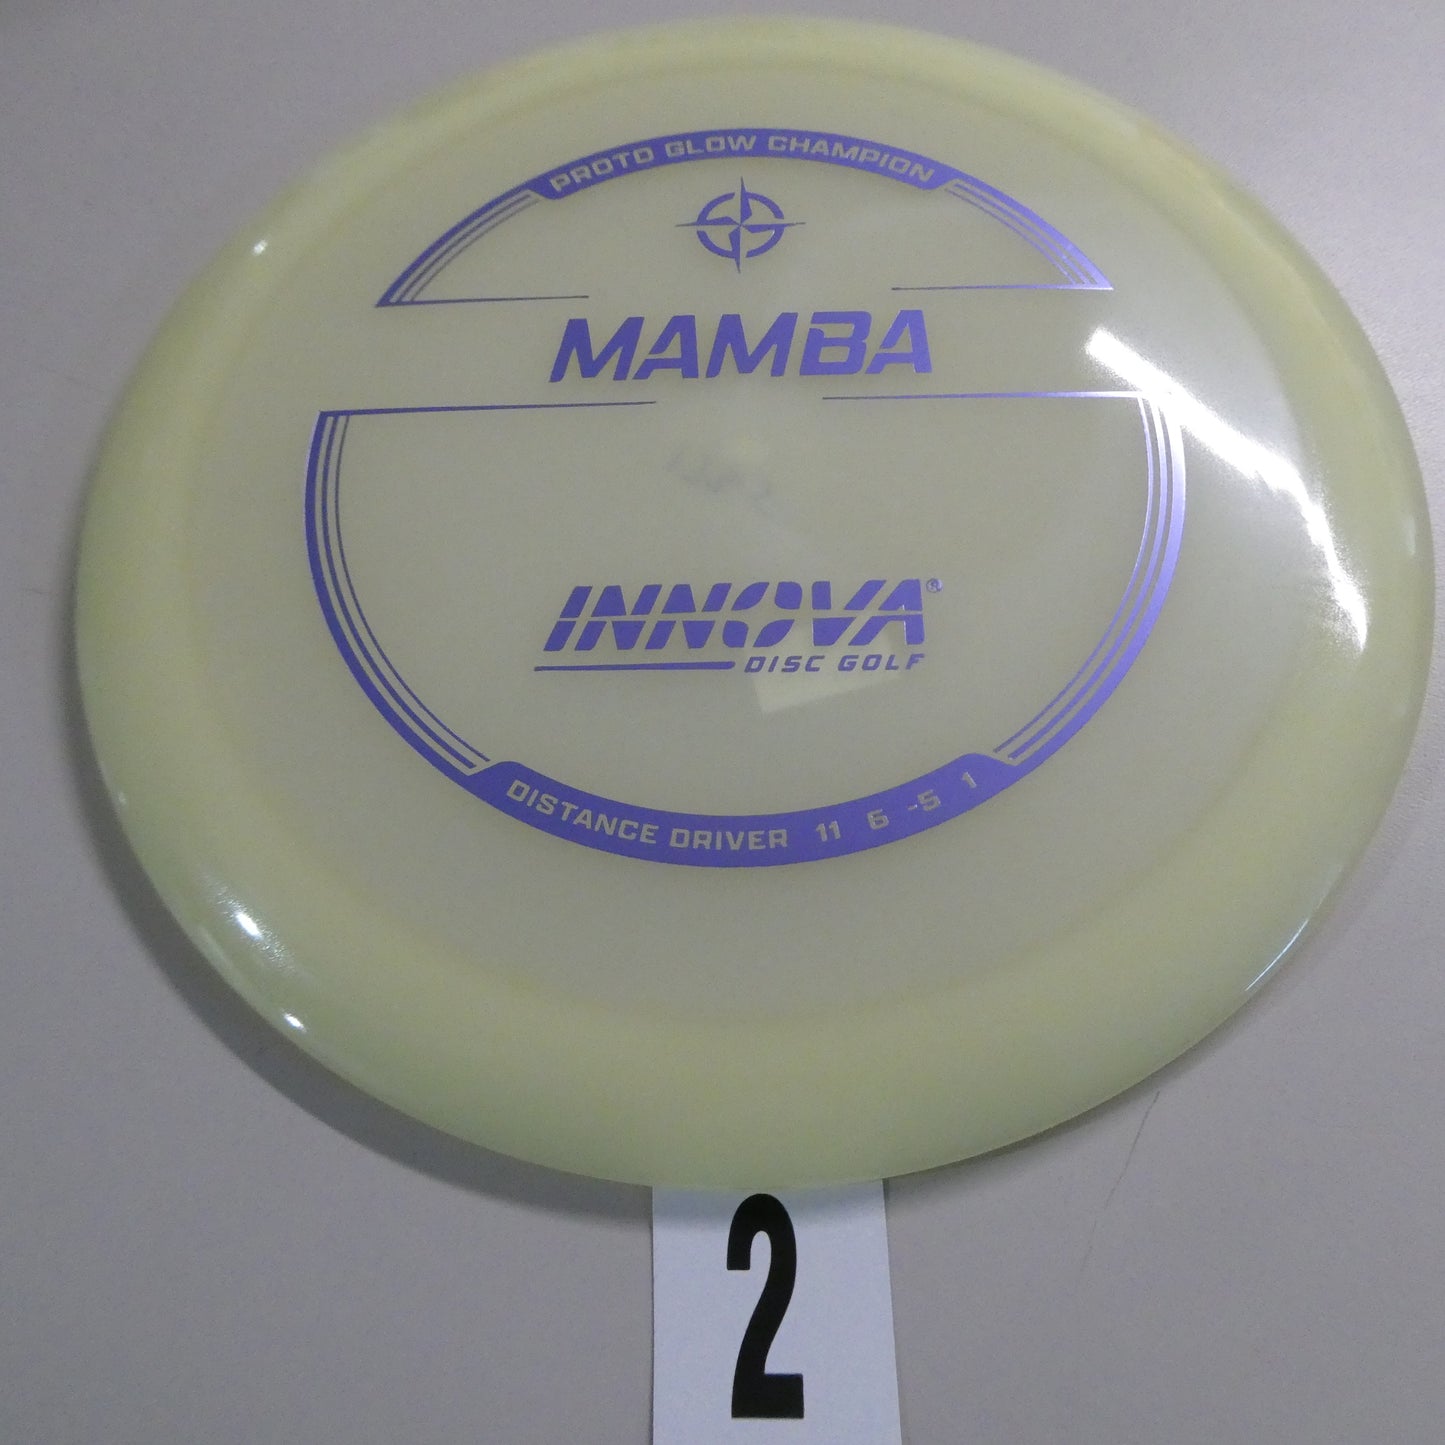 PROTO GLOW CHAMPION
MAMBA
INNOVA®
DISC GOLF
DISTANCE DRIVER 11 6 -5 1
2